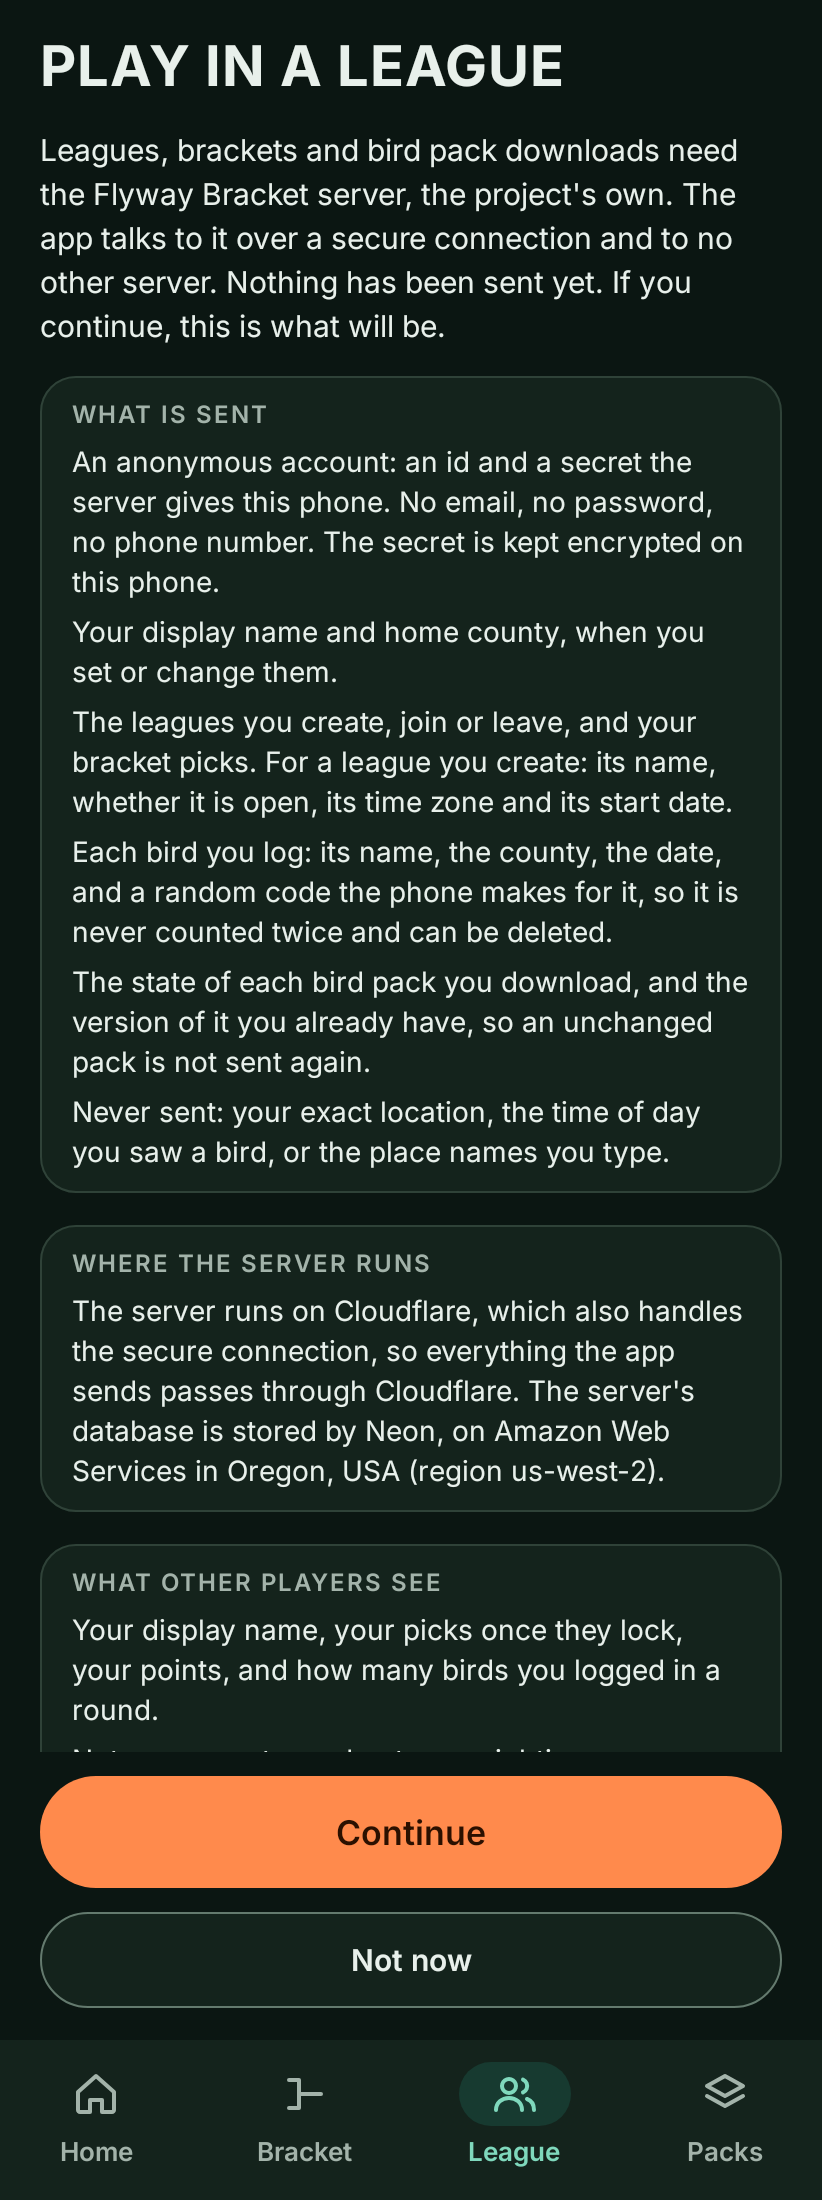 PLAY IN A LEAGUE
Leagues, brackets and bird pack downloads need
the Flyway Bracket server, the project's own. The
app talks to it over a secure connection and to no
other server. Nothing has been sent yet. If you
continue, this is what will be.
WHAT IS SENT
An anonymous account: an id and a secret the
server gives this phone. No email, no password,
no phone number. The secret is kept encrypted on
this phone.
Your display name and home county, when you
set or change them.
The leagues you create, join or leave, and your
bracket picks. For a league you create: its name,
whether it is open, its time zone and its start date.
Each bird you log: its name, the county, the date,
and a random code the phone makes for it, so it is
never counted twice and can be deleted.
The state of each bird pack you download, and the
version of it you already have, so an unchanged
pack is not sent again.
Never sent: your exact location, the time of day
you saw a bird, or the place names you type.
WHERE THE SERVER RUNS
The server runs on Cloudflare, which also handles
the secure connection, so everything the app
sends passes through Cloudflare. The server's
database is stored by Neon, on Amazon Web
Services in Oregon, USA (region us-west-2).
WHAT OTHER PLAYERS SEE
Your display name, your picks once they lock,
your points, and how many birds you logged in a
round.
Continue
Not now
Home
Bracket
League
Packs